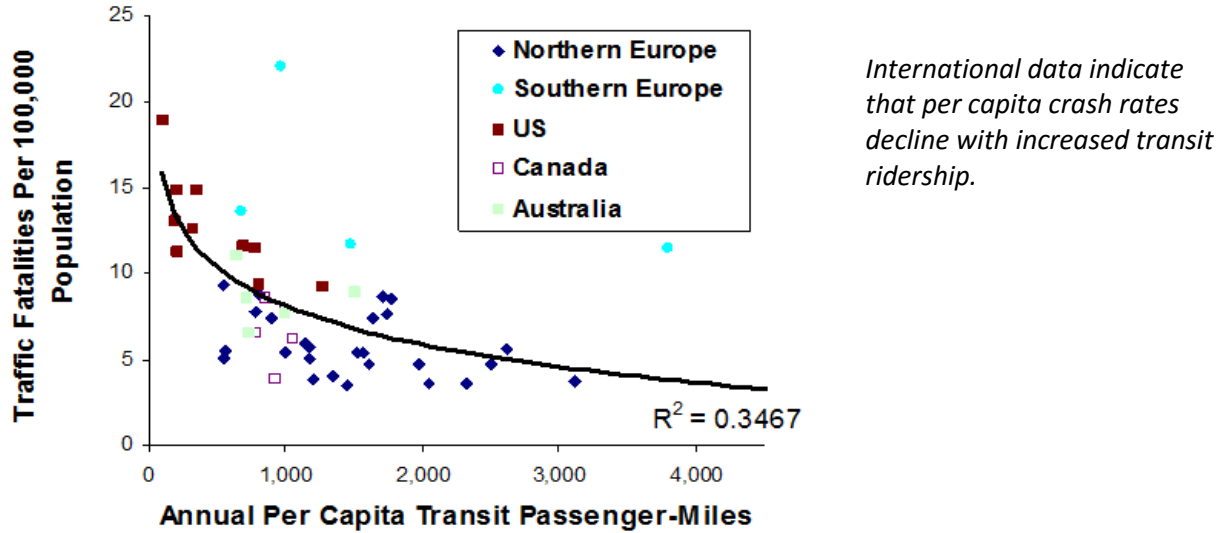 25
20
15
10
5
0
Traffic Fatalities Per 100,000
Population
Northern Europe
Southern Europe
US
Canada
Australia
R² = 0.3467
0 1,000 2,000 3,000 4,000
Annual Per Capita Transit Passenger-Miles
International data indicate
that per capita crash rates
decline with increased transit
ridership.